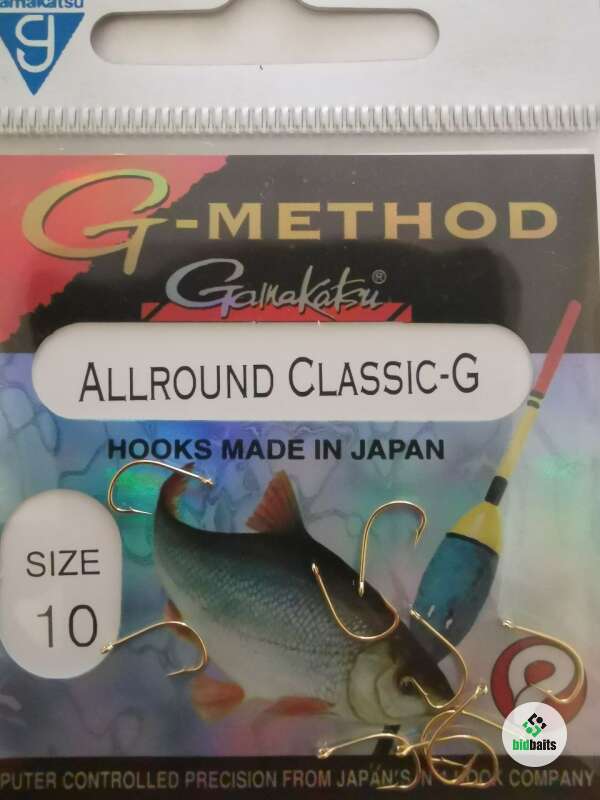 amakatsu
G-METHOD
Gamakatsu®
ALLROUND CLASSIC-G
HOOKS MADE IN JAPAN
SIZE
10
bidbaits
PUTER CONTROLLED PRECISION FROM JAPAN'S HOOK COMPANY